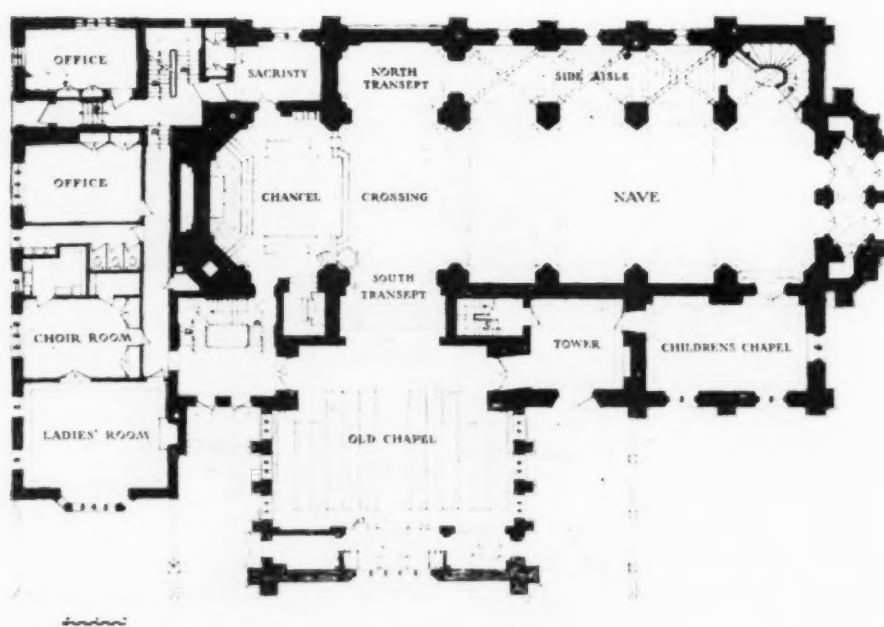 OFFICE
SACRISTY
NORTH
TRANSEPT
SIDE AISLE
OFFICE
CHANCEL
CROSSING
NAVE
SOUTH
TRANSEPT
CHOIR ROOM
TOWER
CHILDRENS CHAPEL
LADIES' ROOM
OLD CHAPEL